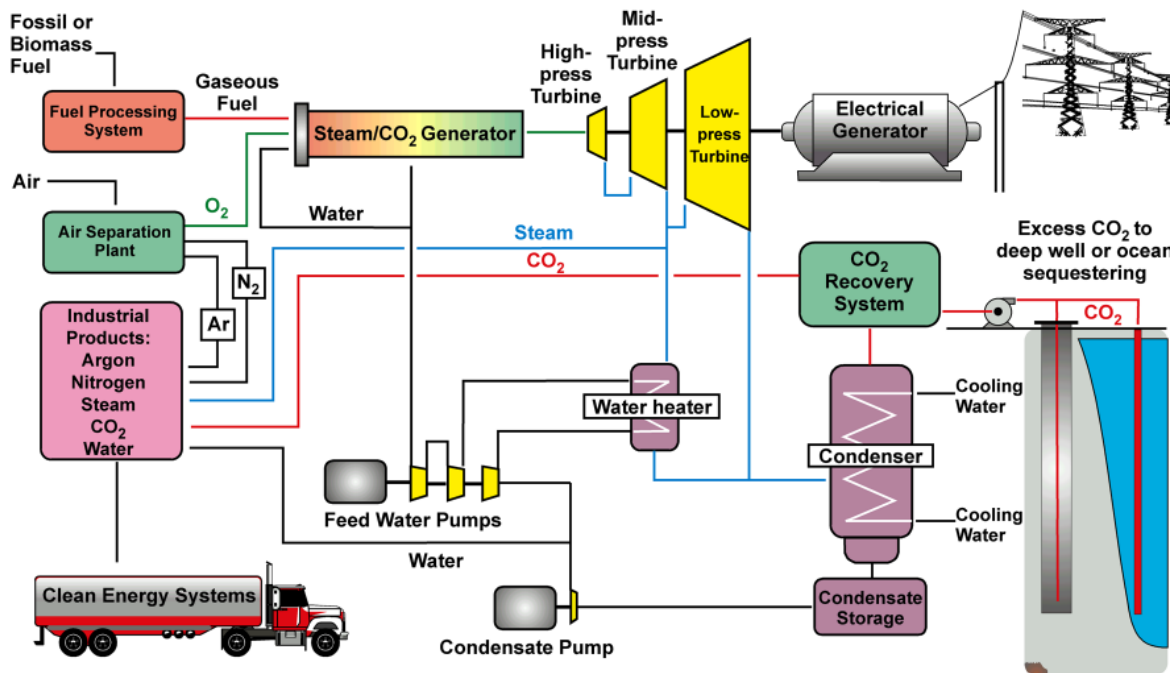 Fossil or
Biomass
Fuel
Fuel Processing
System
Gaseous
Fuel
Steam/CO₂ Generator
High-
press
Turbine
Mid-
press
Turbine
Low-
press
Turbine
Electrical
Generator
Air
Air Separation
Plant
O₂
Water
N₂
Ar
Steam
CO₂
CO₂
Recovery
System
Excess CO₂ to
deep well or ocean
sequestering
CO₂
Industrial
Products:
Argon
Nitrogen
Steam
CO₂
Water
Water heater
Condenser
Cooling
Water
Cooling
Water
Feed Water Pumps
Water
Condensate Pump
Condensate
Storage
Clean Energy Systems